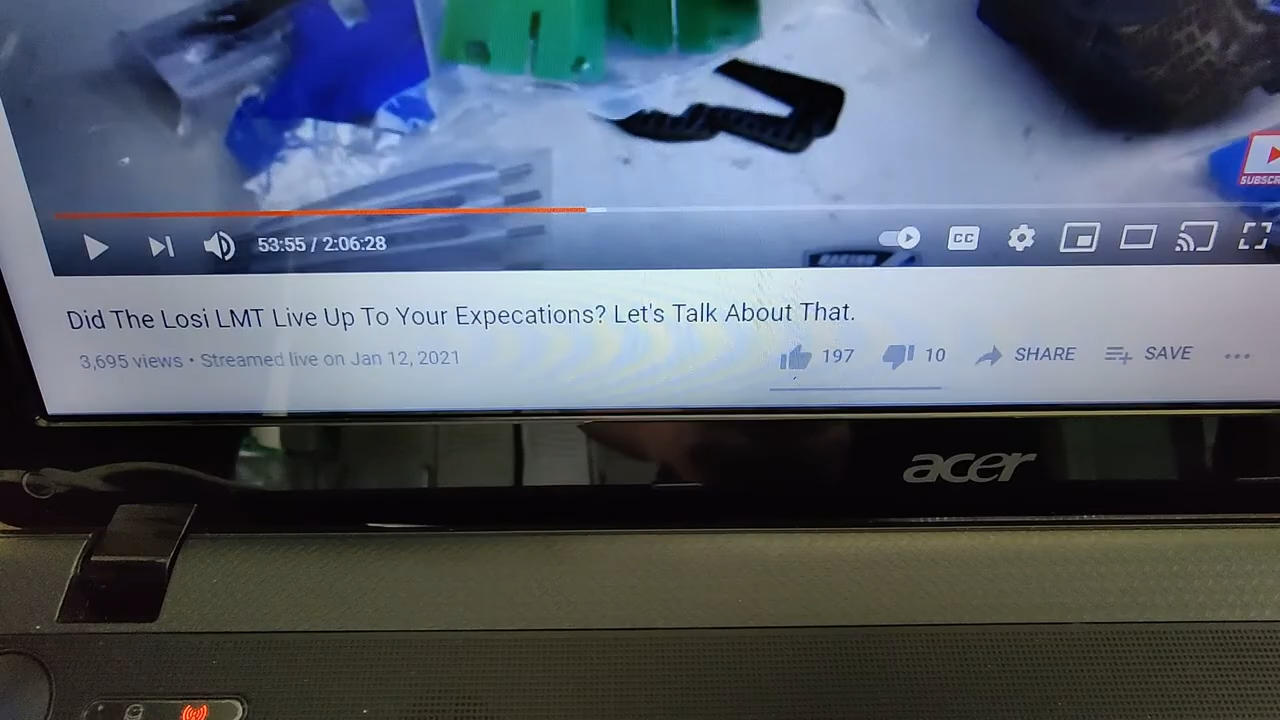 SUBSCR
53:55 / 2:06:28
CC
Did The Losi LMT Live Up To Your Expecations? Let's Talk About That.
3,695 views • Streamed live on Jan 12, 2021
197
10
SHARE
SAVE
acer